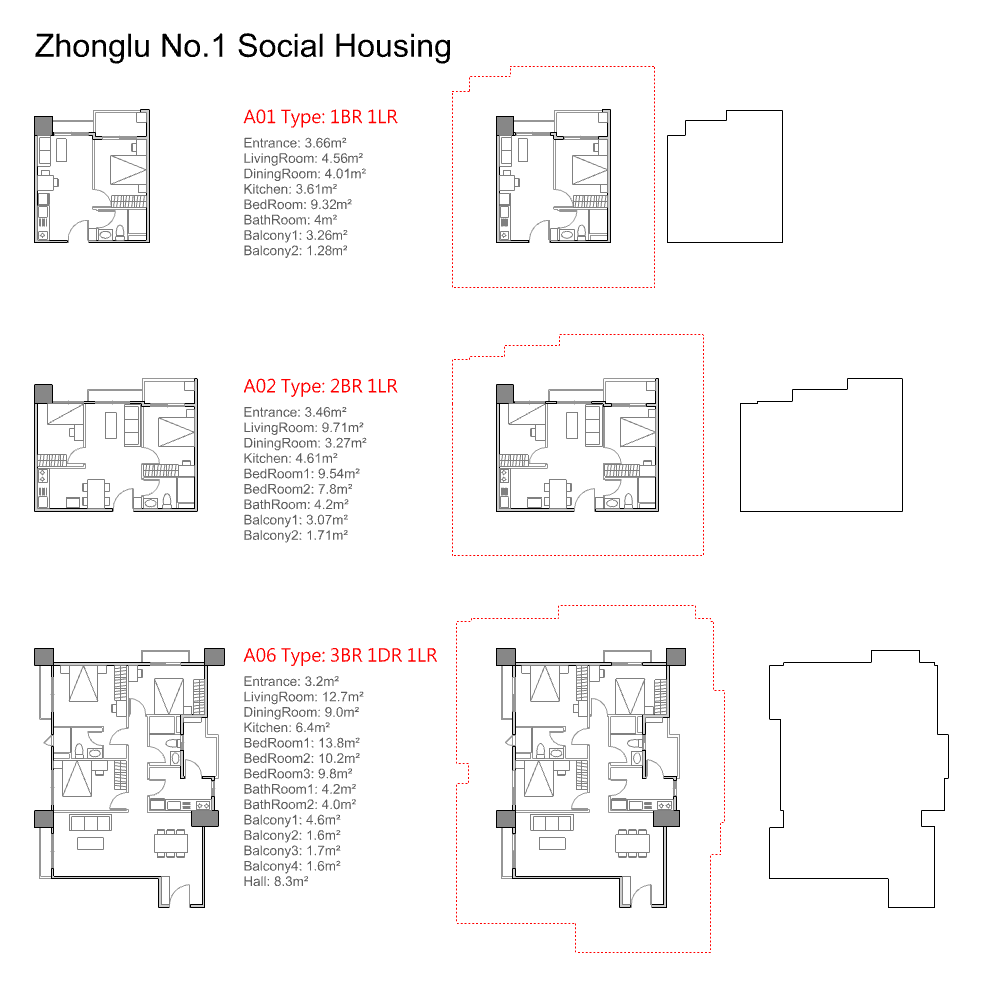 Zhonglu No.1 Social Housing
A01 Type: 1BR 1LR
Entrance: 3.66m²
LivingRoom: 4.56m²
DiningRoom: 4.01m²
Kitchen: 3.61m²
BedRoom: 9.32m²
BathRoom: 4m²
Balcony1: 3.26m²
Balcony2: 1.28m²
A02 Type: 2BR 1LR
Entrance: 3.46m²
LivingRoom: 9.71m²
DiningRoom: 3.27m²
Kitchen: 4.61m²
BedRoom1: 9.54m²
BedRoom2: 7.8m²
BathRoom: 4.2m²
Balcony1: 3.07m²
Balcony2: 1.71m²
A06 Type: 3BR 1DR 1LR
Entrance: 3.2m²
LivingRoom: 12.7m²
DiningRoom: 9.0m²
Kitchen: 6.4m²
BedRoom1: 13.8m²
BedRoom2: 10.2m²
BedRoom3: 9.8m²
BathRoom1: 4.2m²
BathRoom2: 4.0m²
Balcony1: 4.6m²
Balcony2: 1.6m²
Balcony3: 1.7m²
Balcony4: 1.6m²
Hall: 8.3m²